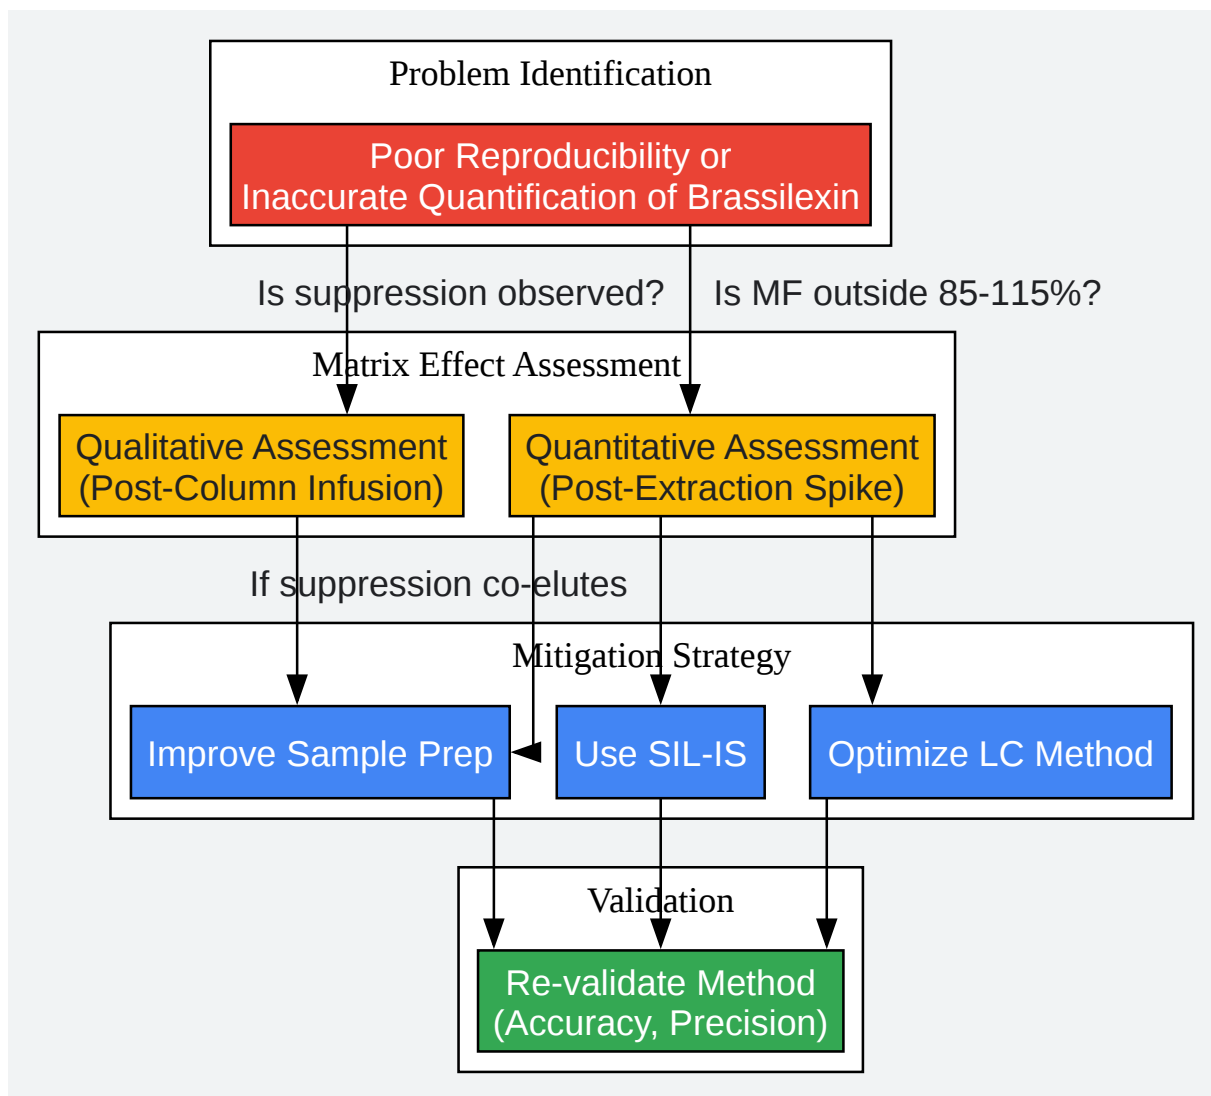 Problem Identification
Poor Reproducibility or
Inaccurate Quantification of Brassilexin
Is suppression observed?
Is MF outside 85-115%?
Matrix Effect Assessment
Qualitative Assessment
(Post-Column Infusion)
Quantitative Assessment
(Post-Extraction Spike)
If suppression co-elutes
Mitigation Strategy
Improve Sample Prep
Use SIL-IS
Optimize LC Method
Validation
Re-validate Method
(Accuracy, Precision)